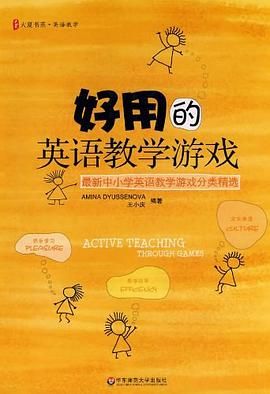 大夏书系·英语教学
好用的
英语教学游戏
最新中小学英语教学游戏分类精选
AMINA DYUSSENOVA
王小庆
编著
CULTURE
PLEASURE
ACTIVE TEACHING
THROUGH GAMES
EFFICIENCY
华东师范大学出版社